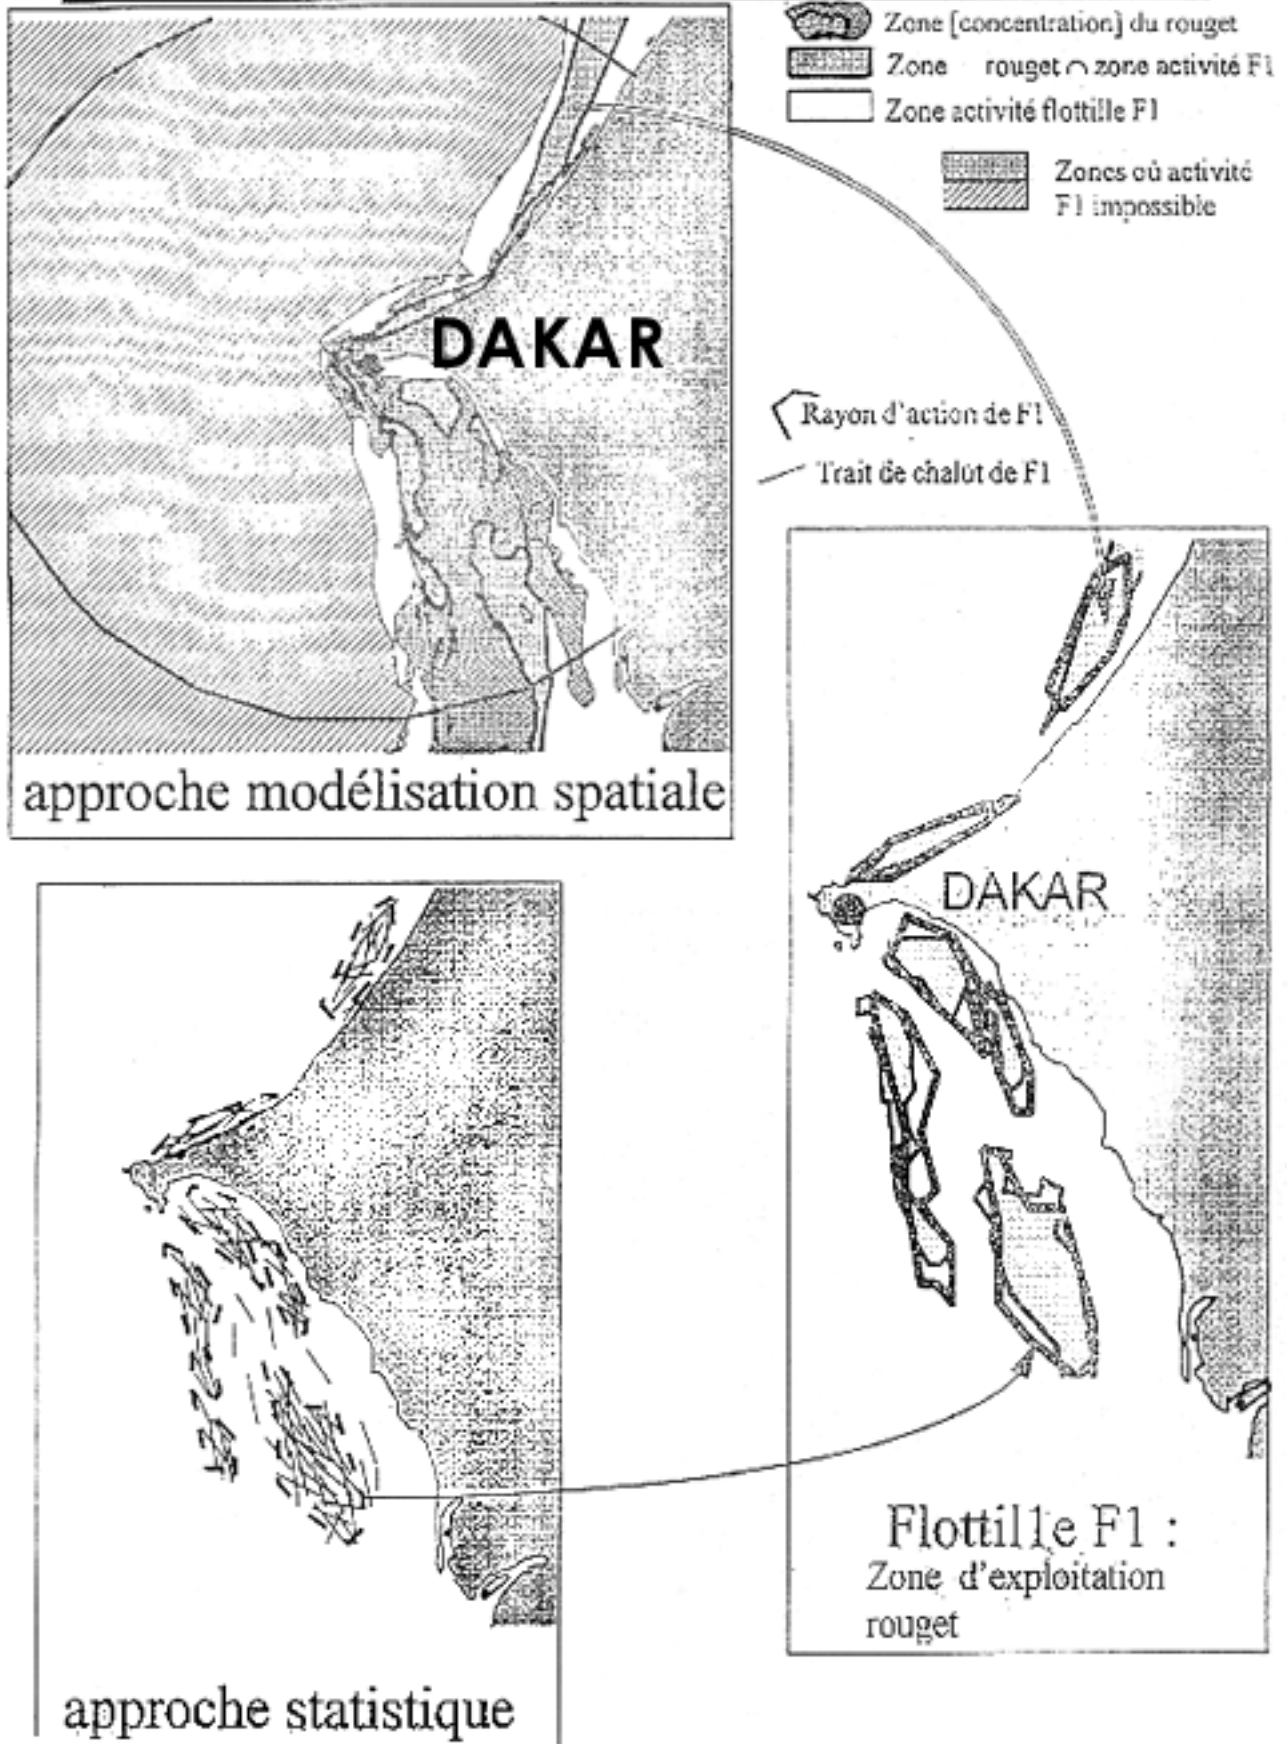 Zone [concentration] du rouget
Zone rouget ∩ zone activité F1
Zone activité flottille F1
Zones où activité
F1 impossible
DAKAR
Rayon d'action de F1
Trait de chalut de F1
approche modélisation spatiale
DAKAR
Flottille F1 :
Zone d'exploitation
rouget
approche statistique